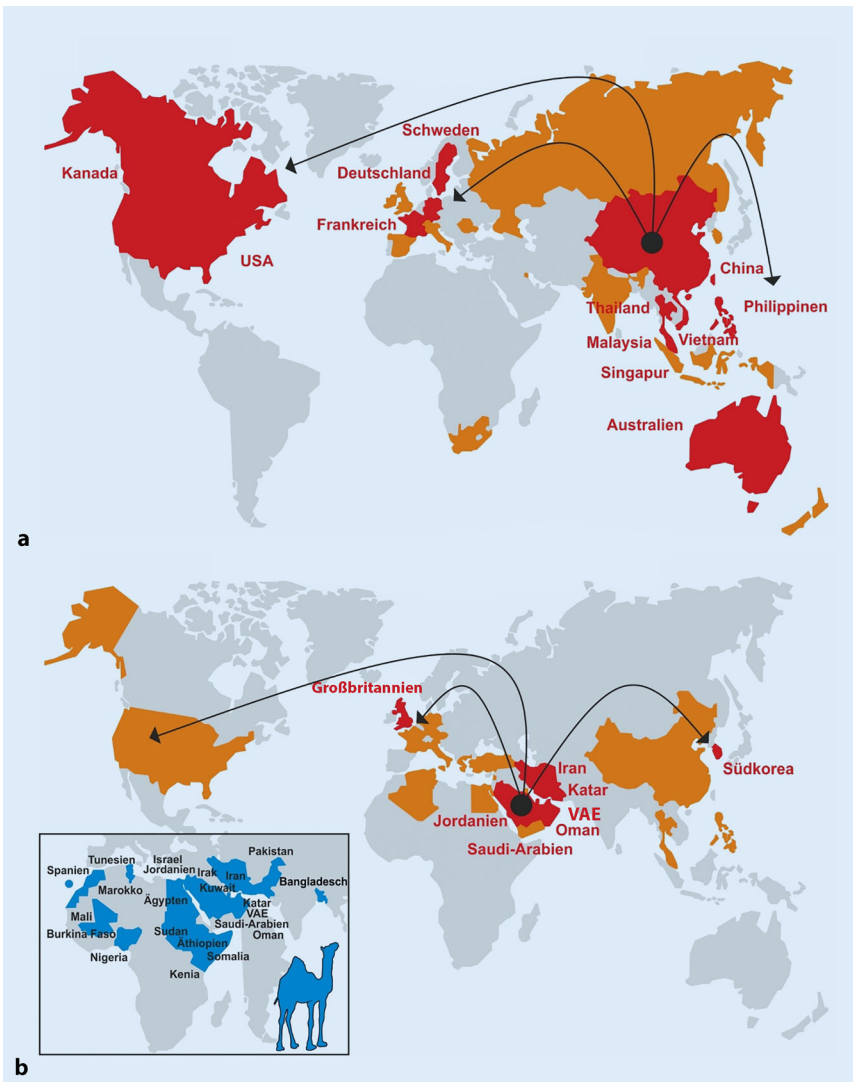 Schweden
Kanada
Deutschland
Frankreich
USA
China
Thailand
Philippinen
Malaysia
Vietnam
Singapur
Australien
a
Großbritannien
Iran
Südkorea
Katar
Jordanien
VAE
Oman
Saudi-Arabien
Pakistan
Tunesien
Israel
Spanien
Jordanien
Irak
Iran
Bangladesch
Marokko
Kuwait
Ägypten
Katar
VAE
Mali
Saudi-Arabien
Burkina Faso
Sudan
Oman
Äthiopien
Nigeria
Somalia
Kenia
b